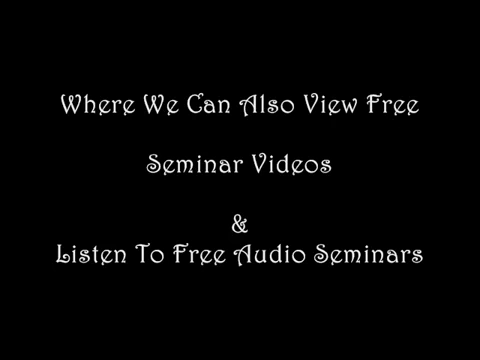 Where We Can Also View Free
Seminar Videos
&
Listen To Free Audio Seminars